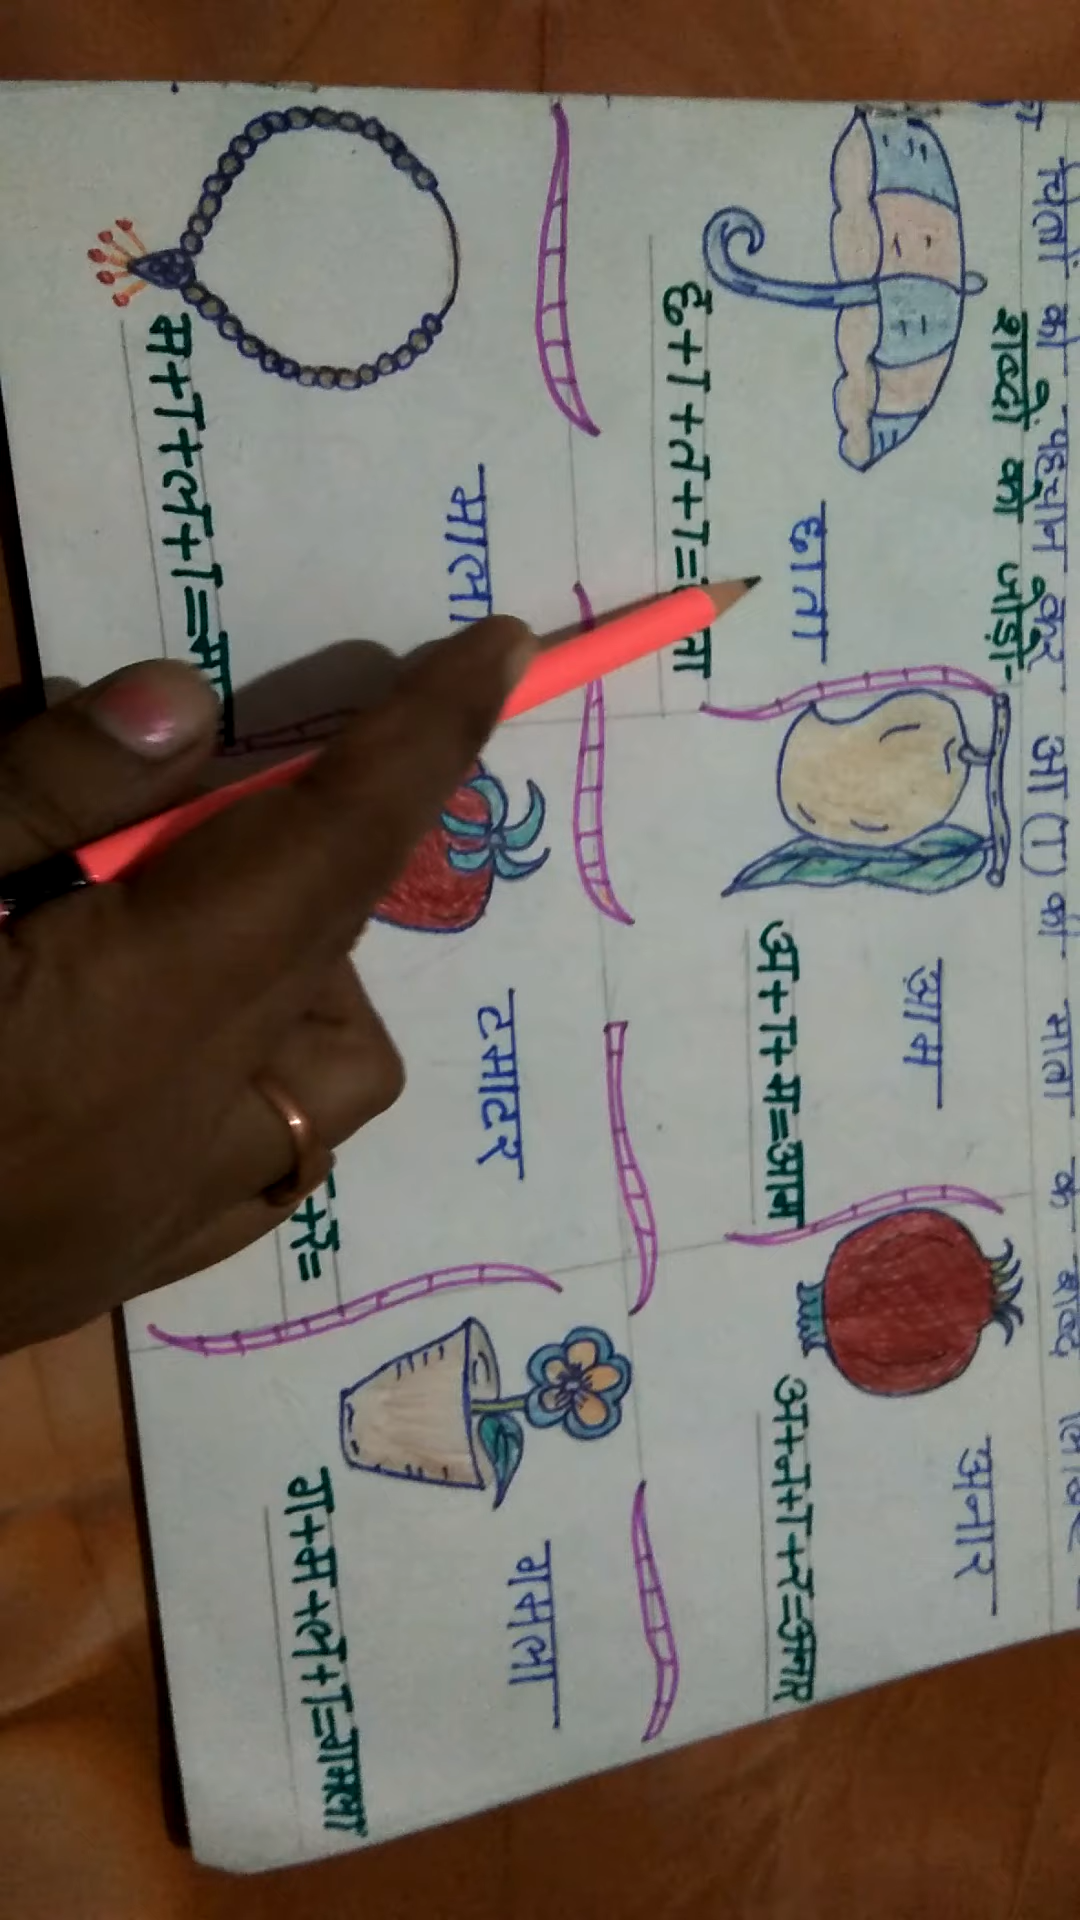 चित्रों को पहचान कर आ (ा) की मात्रा के शब्द
शब्दों को जोड़ो-
छाता
छ+ा+त+ा=
आम
अ+ा+म=आम
अनार
अ+न+ा+र=अनार
माला
म+ा+ल+ा=
टमाटर
+र=
गमला
ग+म+ल+ा=गमला